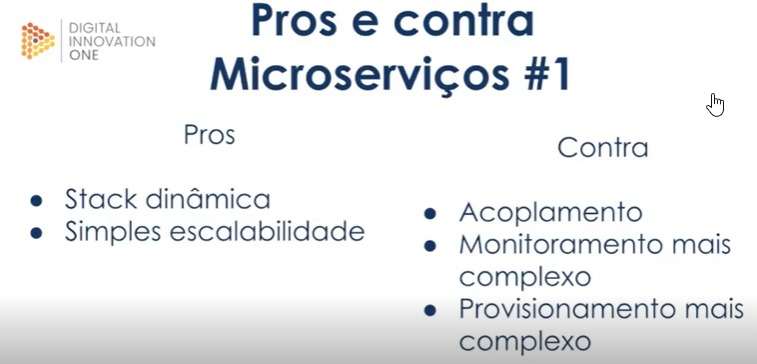 DIGITAL
INNOVATION
ONE
Pros e contra
Microserviços #1
Pros
● Stack dinâmica
● Simples escalabilidade
Contra
● Acoplamento
● Monitoramento mais
complexo
● Provisionamento mais
complexo